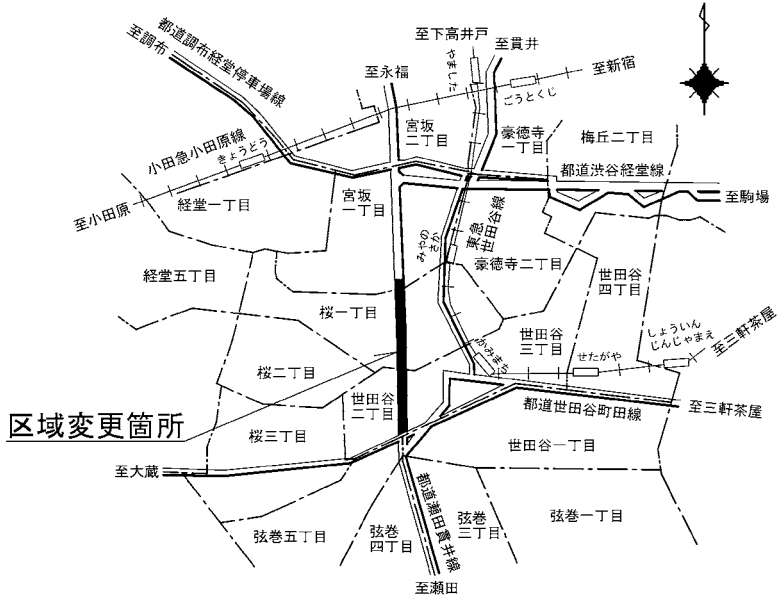 至下高井戸
至貫井
都道調布経堂停車場線
至調布
至永福
やました
ごうとくじ
至新宿
小田急小田原線
きょうどう
宮坂
二丁目
豪徳寺
一丁目
梅丘二丁目
都道渋谷経堂線
至小田原
経堂一丁目
宮坂
一丁目
至駒場
みやの
さか
東急
世田谷線
経堂五丁目
豪徳寺二丁目
世田谷
四丁目
桜一丁目
世田谷
三丁目
しょういん
じんじゃまえ
至三軒茶屋
かみまち
せたがや
桜二丁目
世田谷
二丁目
区域変更箇所
都道世田谷町田線
至三軒茶屋
桜三丁目
世田谷一丁目
至大蔵
都道瀬田貫井線
弦巻五丁目
弦巻
四丁目
弦巻
三丁目
弦巻一丁目
至瀬田